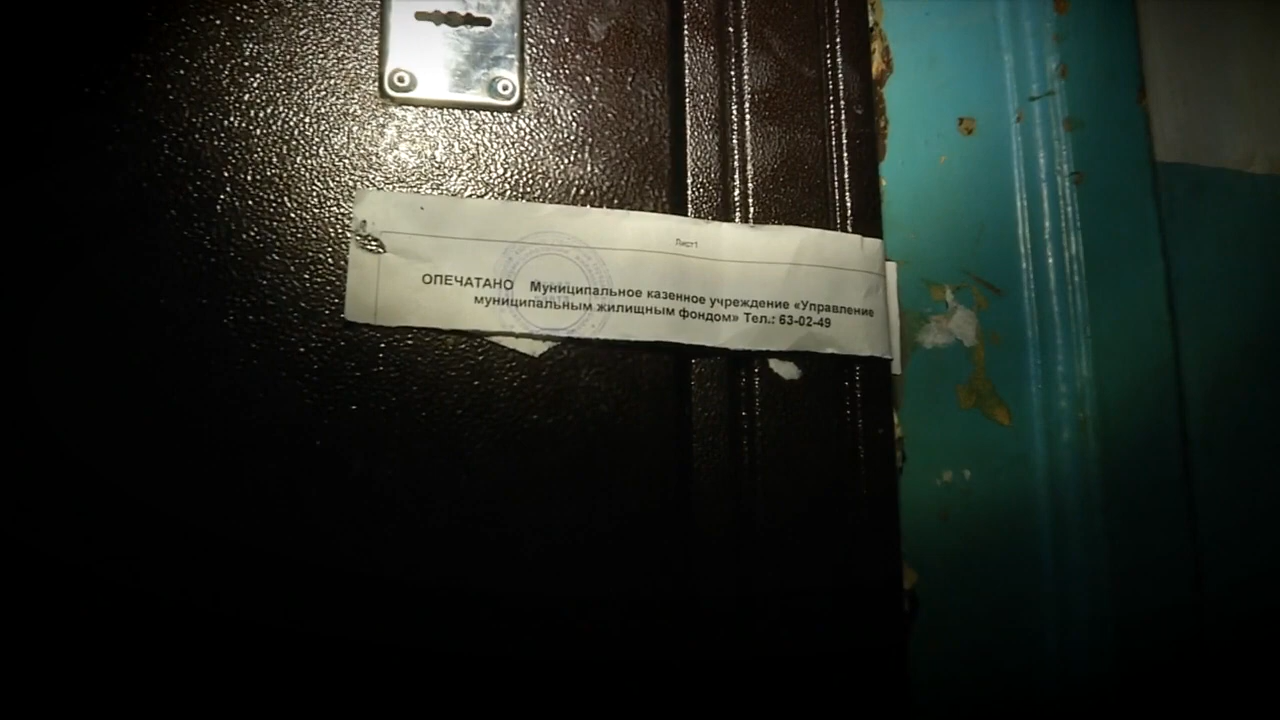 Лист1
ОПЕЧАТАНО Муниципальное казенное учреждение «Управление
муниципальным жилищным фондом» Тел.: 63-02-49